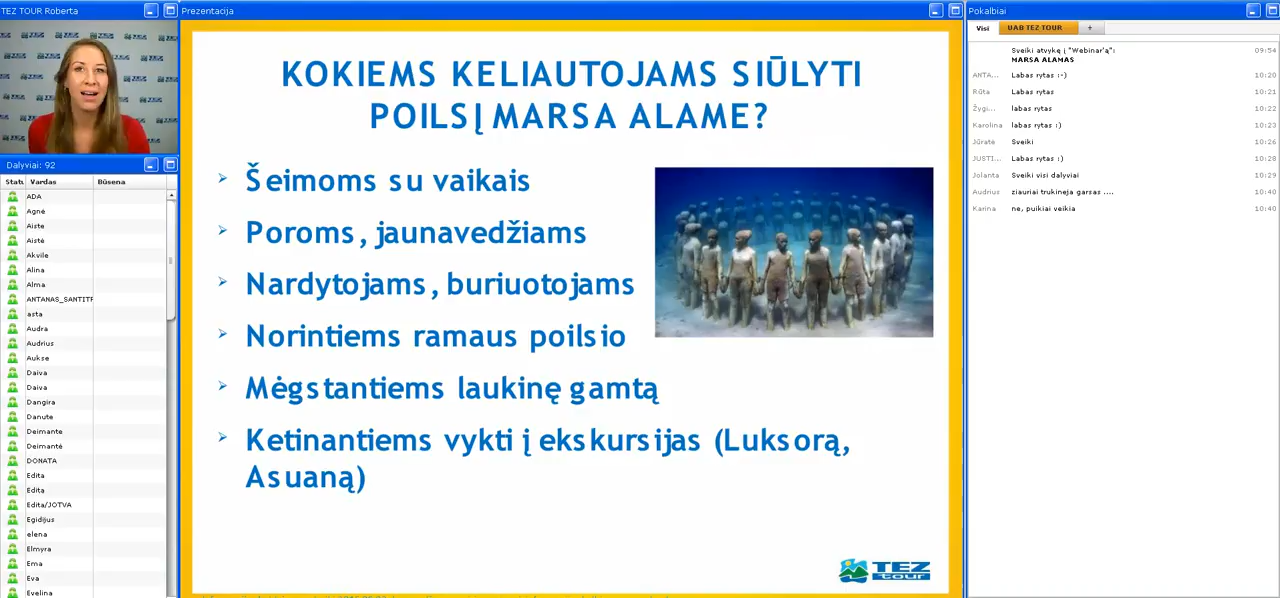 TEZ TOUR Roberta
Dalyviai: 92
Statu Vardas Būsena
ADA
Agnė
Aiste
Aistė
Akvile
Alina
Alma
ANTANAS_SANTITR
asta
Audra
Audrius
Aukse
Daiva
Daiva
Dangira
Danute
Deimante
Deimantė
DONATA
Edita
Edita
Edita/JOTVA
Egidijus
elena
Elmyra
Ema
Eva
Evelina
Prezentacija
KOKIEMS KELIAUTOJAMS SIŪLYTI
POILSĮ MARSA ALAME?
Šeimoms su vaikais
Poroms, jaunavedžiams
Nardytojams, buriuotojams
Norintiems ramaus poilsio
Mėgstantiems laukinę gamtą
Ketinantiems vykti į ekskursijas (Luksorą,
Asuaną)
TEZ
tour
Pokalbiai
Visi UAB TEZ TOUR +
Sveiki atvykę į "Webinar'ą": 09:54
MARSA ALAMAS
ANTA... Labas rytas :-) 10:20
Rūta Labas rytas 10:21
Žygi... labas rytas 10:22
Karolina labas rytas :) 10:23
Jūratė Sveiki 10:26
JUSTI... Labas rytas :) 10:28
Jolanta Sveiki visi dalyviai 10:29
Audrius ziauriai trukineja garsas .... 10:40
Karina ne, puikiai veikia 10:40